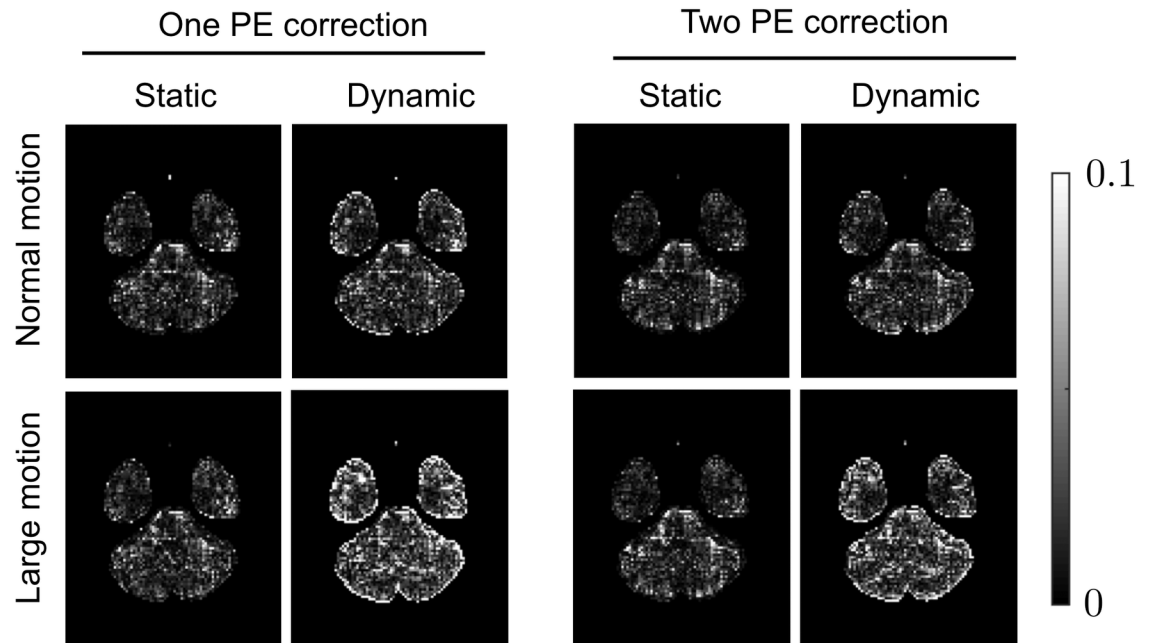 One PE correction
Two PE correction
Static
Dynamic
Static
Dynamic
Normal motion
Large motion
0.1
0